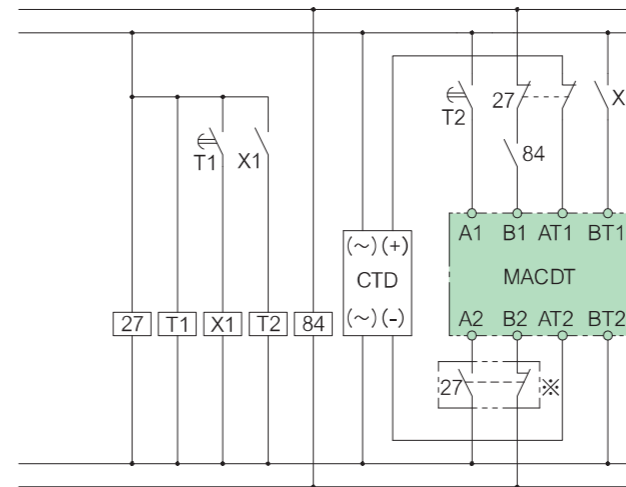 T2
27
X
T1
X1
84
A1 B1 AT1 BT1
(~) (+)
CTD
MACDT
(~) (-)
27 T1 X1 T2 84
A2 B2 AT2 BT2
27
※